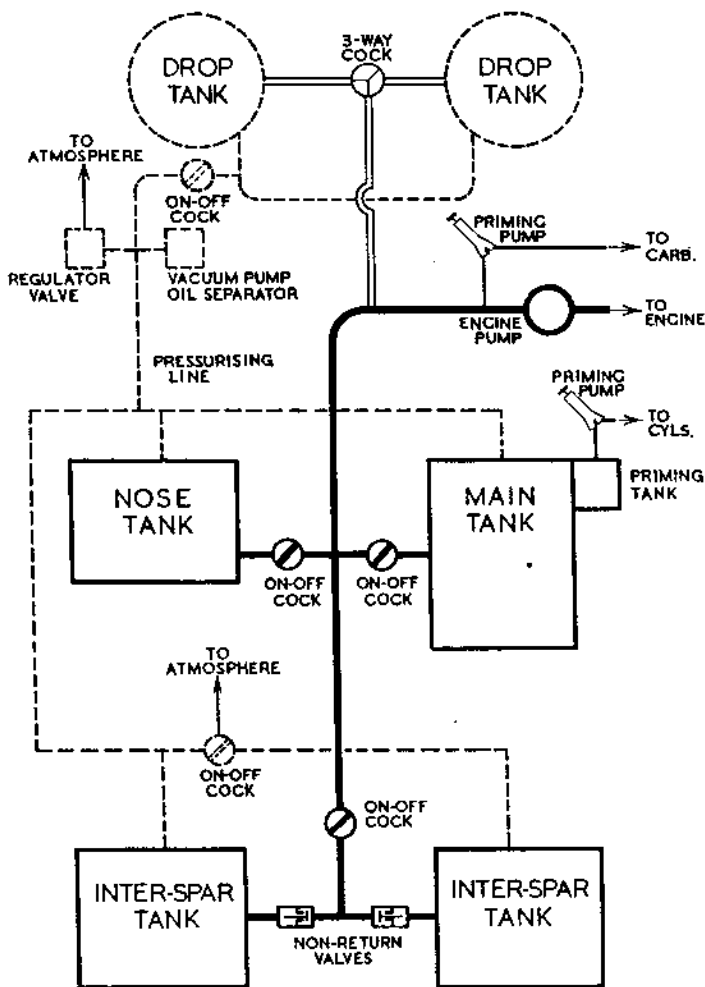 3-WAY
COCK
DROP
TANK
DROP
TANK
TO
ATMOSPHERE
ON-OFF
COCK
PRIMING
PUMP
TO
CARB.
REGULATOR
VALVE
VACUUM PUMP
OIL SEPARATOR
ENGINE
PUMP
TO
ENGINE
PRESSURISING
LINE
PRIMING
PUMP
TO
CYLS.
NOSE
TANK
MAIN
TANK
PRIMING
TANK
ON-OFF
COCK
ON-OFF
COCK
TO
ATMOSPHERE
ON-OFF
COCK
ON-OFF
COCK
INTER-SPAR
TANK
INTER-SPAR
TANK
NON-RETURN
VALVES